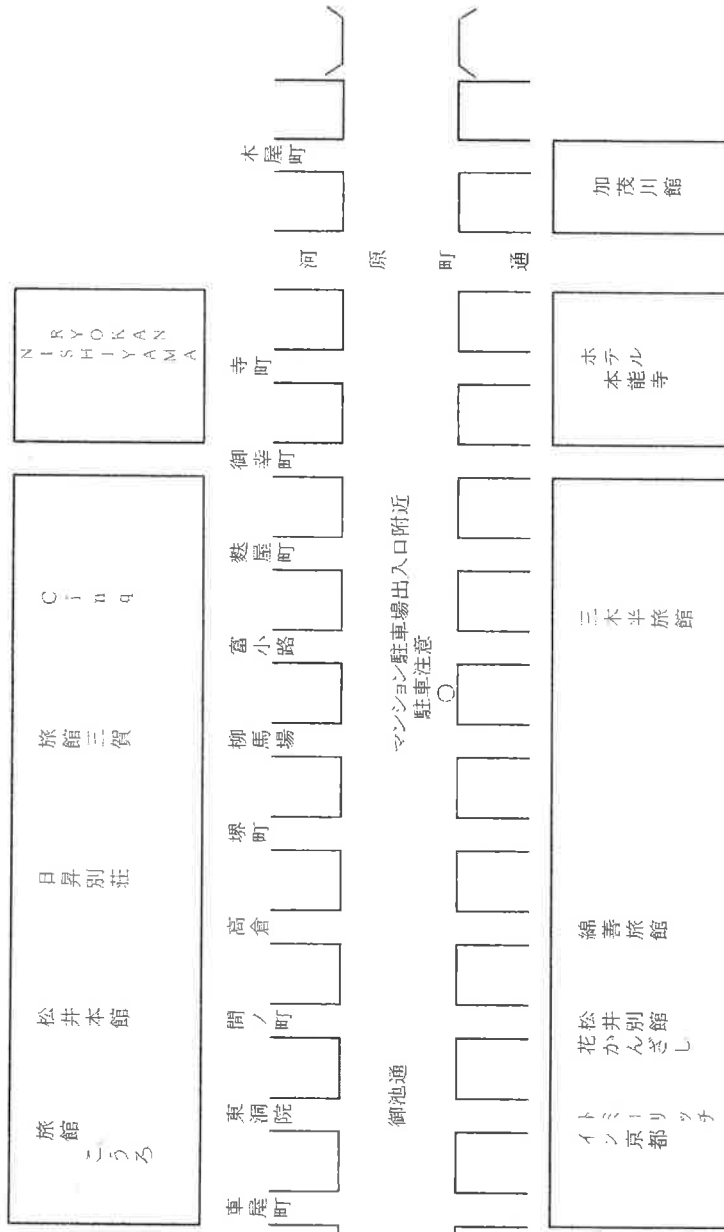 旅館
こうろ
松井本館
日昇別荘
旅館三賀
Cinq
RYOKAN
NISHIYAMA
車屋町
東洞院
間ノ町
高倉
堺町
柳馬場
富小路
麩屋町
御幸町
寺町
河原町通
木屋町
御池通
マンション駐車場出入口附近
駐車注意
トミーリッチ
イン京都
松井別館
花かんざし
綿善旅館
三木半旅館
ホテル
本能寺
加茂川館